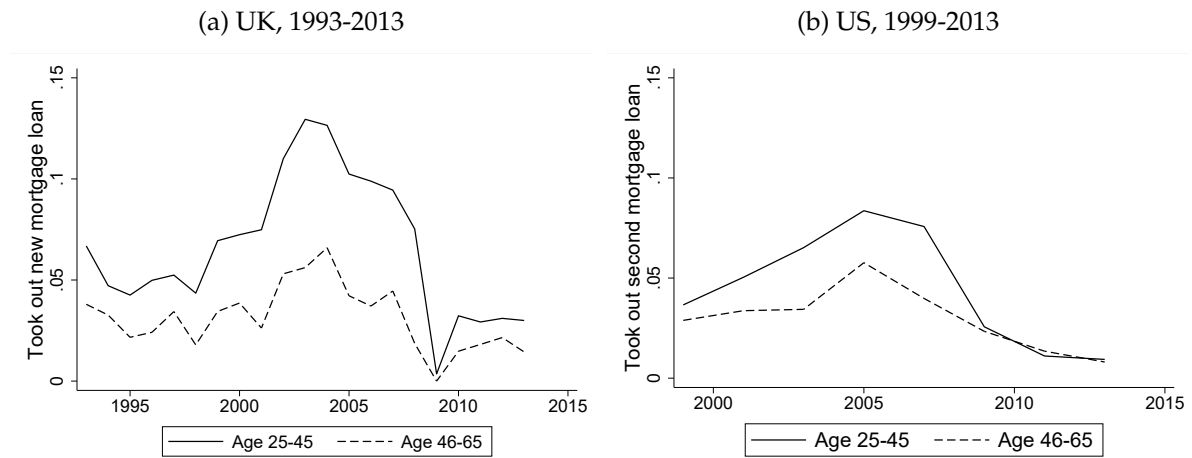 (a) UK, 1993-2013
Took out new mortgage loan
.15
.1
.05
0
1995 2000 2005 2010 2015
Age 25-45 Age 46-65
(b) US, 1999-2013
Took out second mortgage loan
.15
.1
.05
0
2000 2005 2010 2015
Age 25-45 Age 46-65